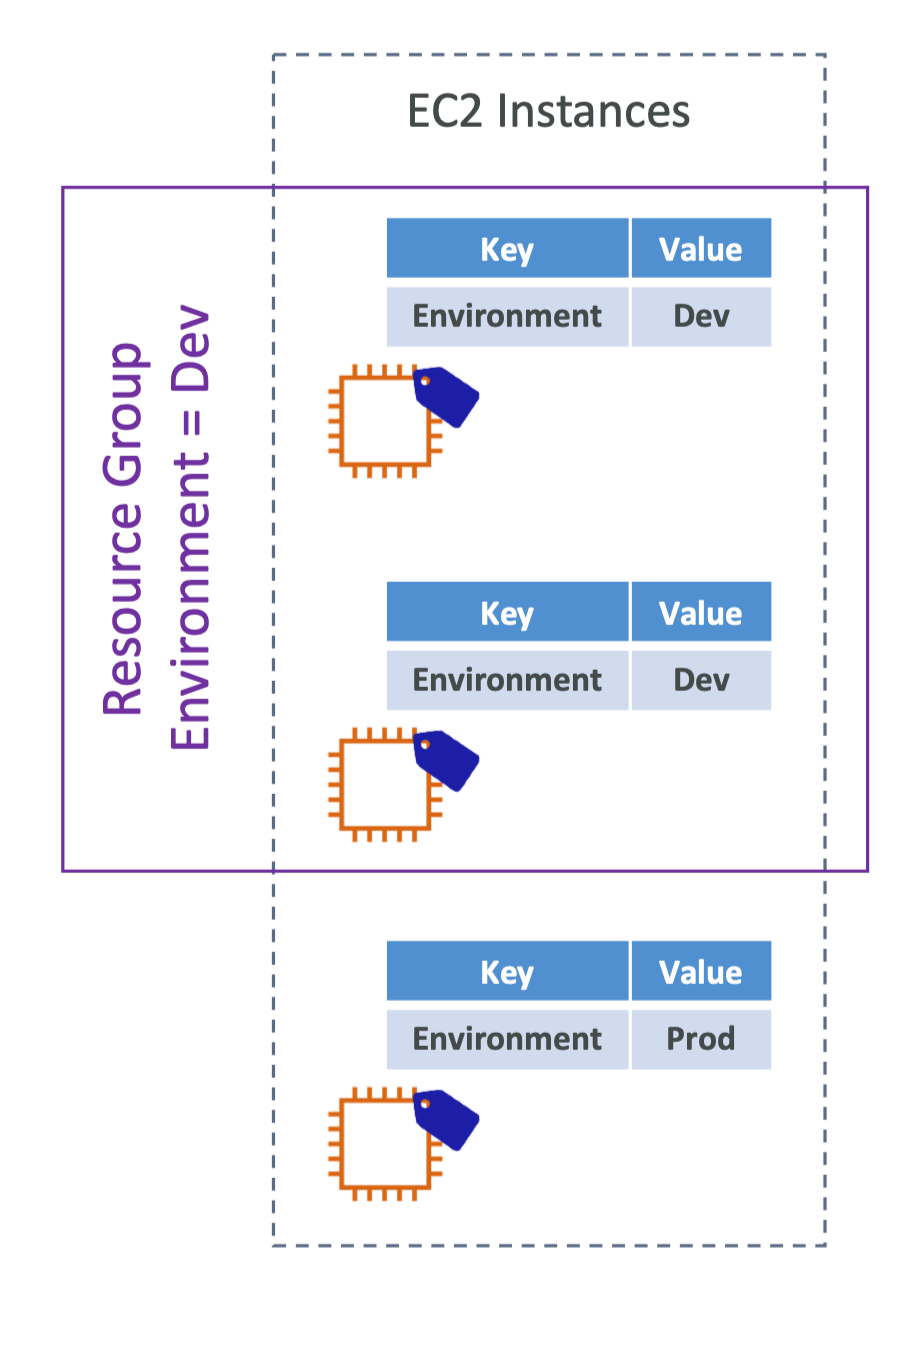 EC2 Instances
Resource Group
Environment = Dev
Key Value
Environment Dev
Key Value
Environment Dev
Key Value
Environment Prod